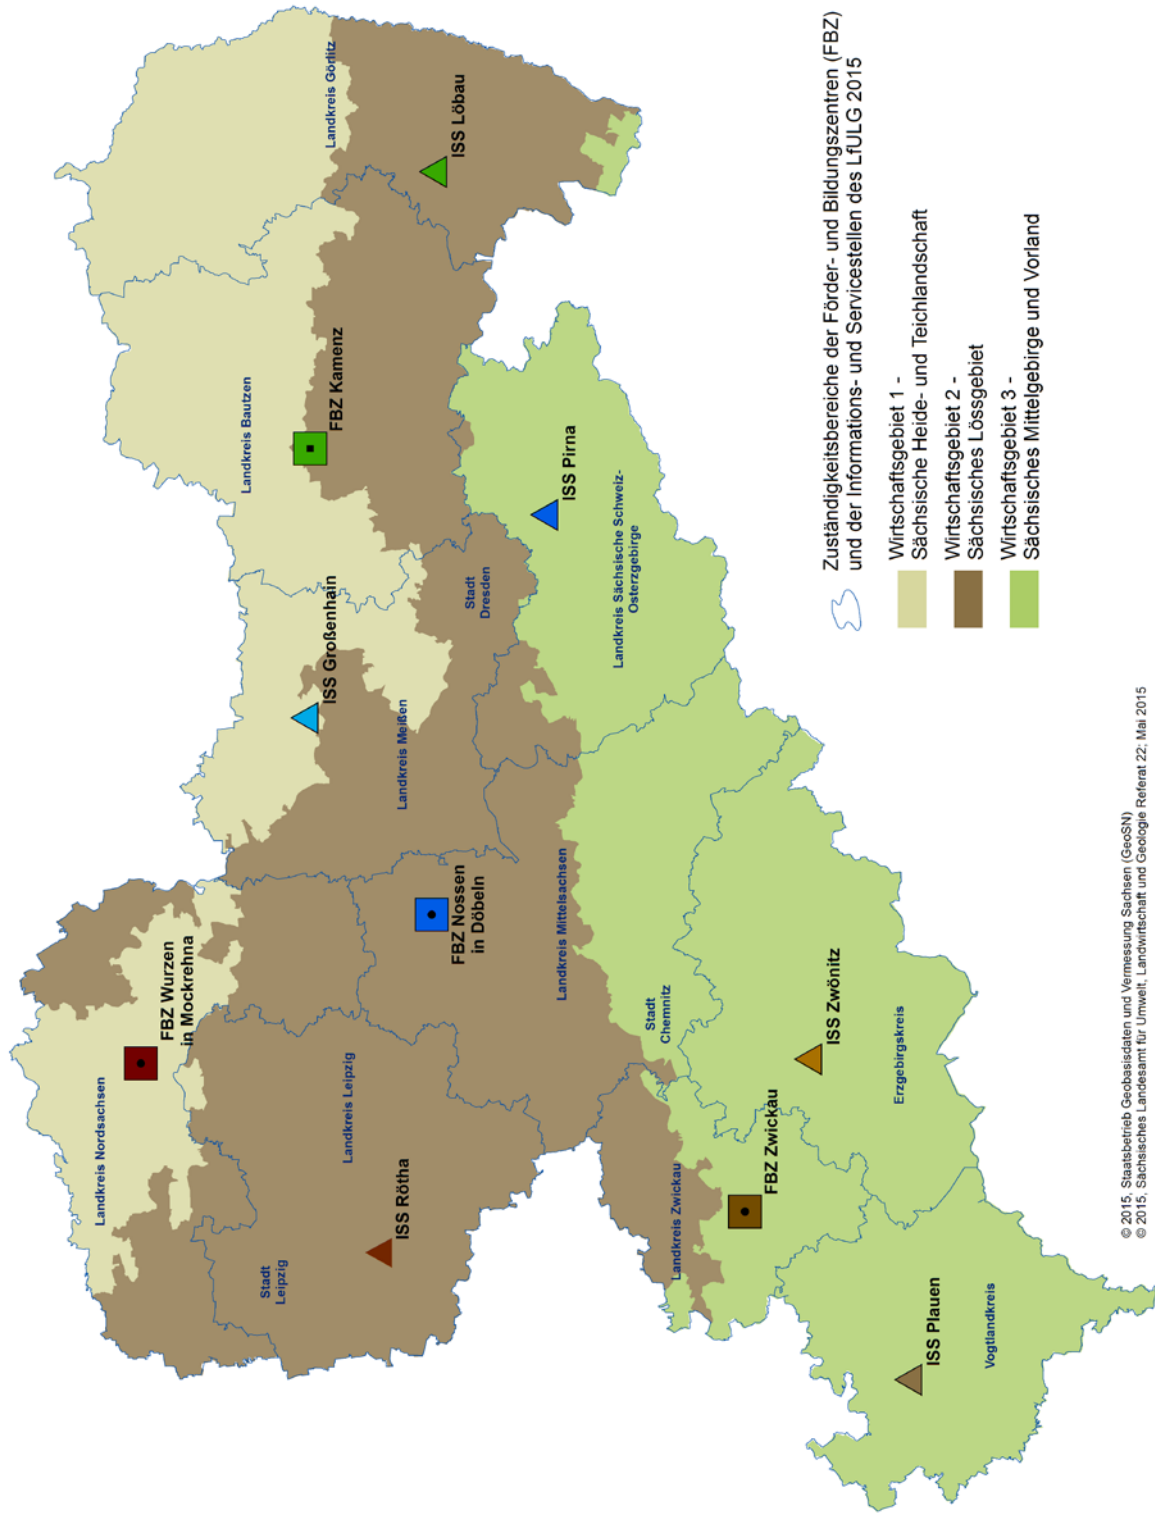 Landkreis Nordsachsen
FBZ Wurzen
in Mockrehna
Stadt
Leipzig
Landkreis Leipzig
ISS Rötha
FBZ Nossen
in Döbeln
Landkreis Mittelsachsen
Landkreis Meißen
ISS Großenhain
Landkreis Bautzen
FBZ Kamenz
Landkreis Görlitz
ISS Löbau
Stadt
Dresden
ISS Pirna
Landkreis Sächsische Schweiz-
Osterzgebirge
Stadt
Chemnitz
Landkreis Zwickau
FBZ Zwickau
ISS Zwönitz
Erzgebirgskreis
ISS Plauen
Vogtlandkreis
Zuständigkeitsbereiche der Förder- und Bildungszentren (FBZ)
und der Informations- und Servicestellen des LfULG 2015
Wirtschaftsgebiet 1 -
Sächsische Heide- und Teichlandschaft
Wirtschaftsgebiet 2 -
Sächsisches Lössgebiet
Wirtschaftsgebiet 3 -
Sächsisches Mittelgebirge und Vorland
© 2015, Staatsbetrieb Geobasisdaten und Vermessung Sachsen (GeoSN)
© 2015, Sächsisches Landesamt für Umwelt, Landwirtschaft und Geologie Referat 22; Mai 2015